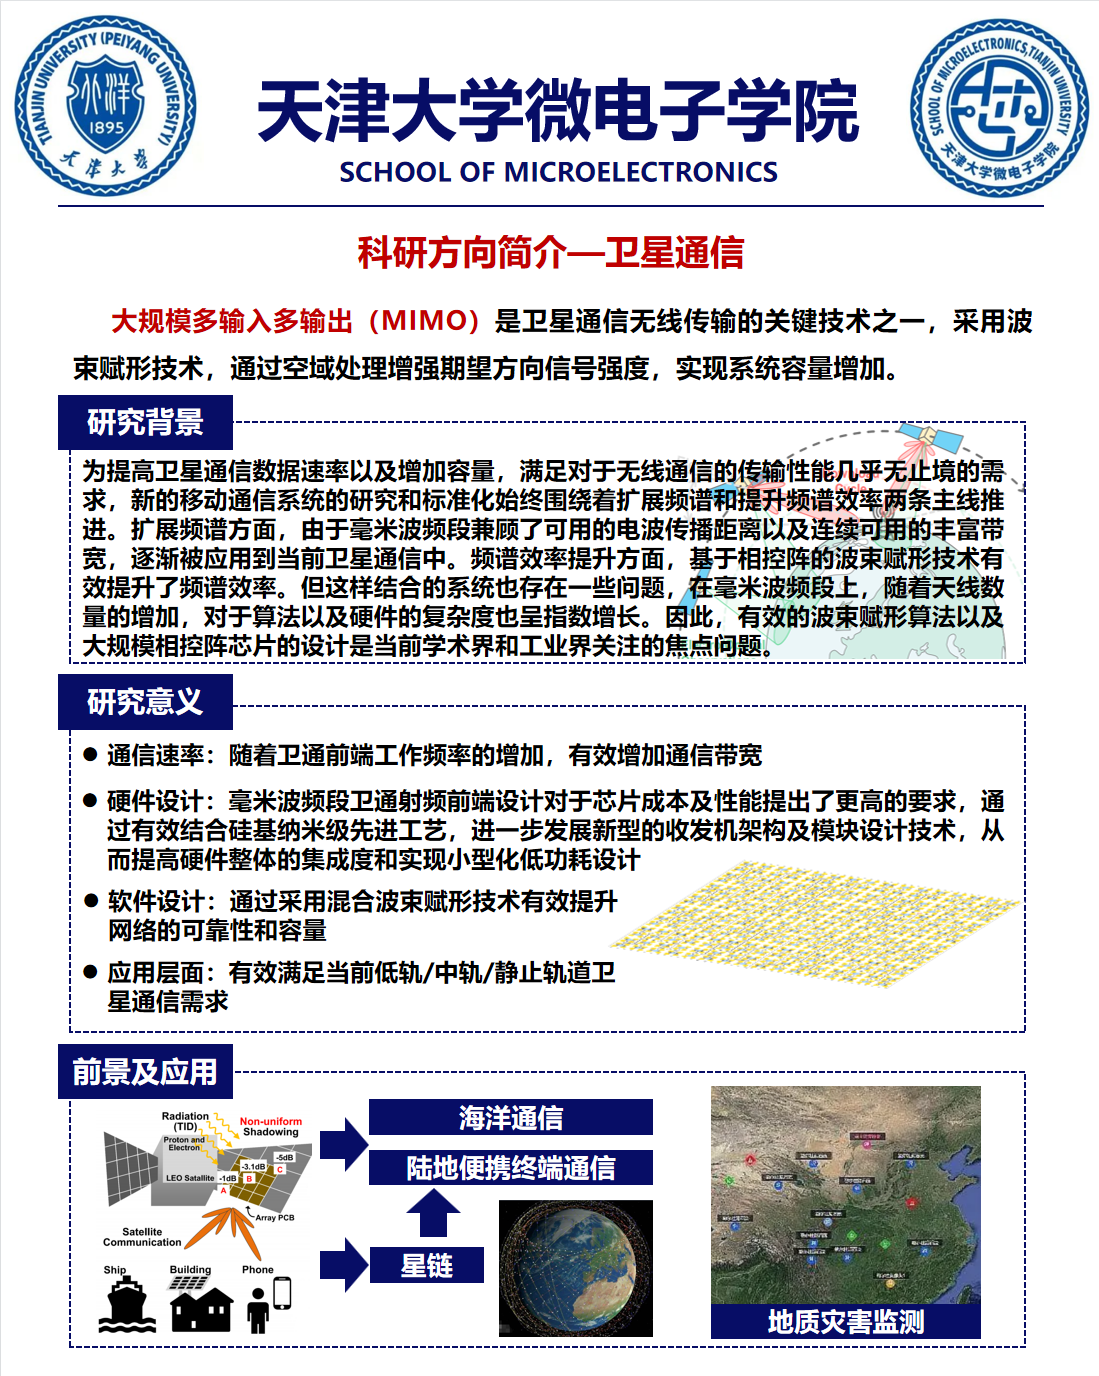 TIANJIN UNIVERSITY (PEIYANG UNIVERSITY)
北洋
1895
天津大學
SCHOOL OF MICROELECTRONICS,TIANJIN UNIVERSITY
天津大学微电子学院
天津大学微电子学院
SCHOOL OF MICROELECTRONICS
科研方向简介—卫星通信
大规模多输入多输出（MIMO）是卫星通信无线传输的关键技术之一，采用波
束赋形技术，通过空域处理增强期望方向信号强度，实现系统容量增加。
研究背景
为提高卫星通信数据速率以及增加容量，满足对于无线通信的传输性能几乎无止境的需
求，新的移动通信系统的研究和标准化始终围绕着扩展频谱和提升频谱效率两条主线推
进。扩展频谱方面，由于毫米波频段兼顾了可用的电波传播距离以及连续可用的丰富带
宽，逐渐被应用到当前卫星通信中。频谱效率提升方面，基于相控阵的波束赋形技术有
效提升了频谱效率。但这样结合的系统也存在一些问题，在毫米波频段上，随着天线数
量的增加，对于算法以及硬件的复杂度也呈指数增长。因此，有效的波束赋形算法以及
大规模相控阵芯片的设计是当前学术界和工业界关注的焦点问题。
研究意义
● 通信速率：随着卫通前端工作频率的增加，有效增加通信带宽
● 硬件设计：毫米波频段卫通射频前端设计对于芯片成本及性能提出了更高的要求，通
过有效结合硅基纳米级先进工艺，进一步发展新型的收发机架构及模块设计技术，从
而提高硬件整体的集成度和实现小型化低功耗设计
● 软件设计：通过采用混合波束赋形技术有效提升
网络的可靠性和容量
● 应用层面：有效满足当前低轨/中轨/静止轨道卫
星通信需求
前景及应用
Radiation
(TID)
Non-uniform
Shadowing
Proton and
Electron
-5dB
-3.1dB
C
LEO Satallite
-1dB
B
A
Array PCB
Satellite
Communication
Ship
Building
Phone
海洋通信
陆地便携终端通信
星链
地质灾害监测